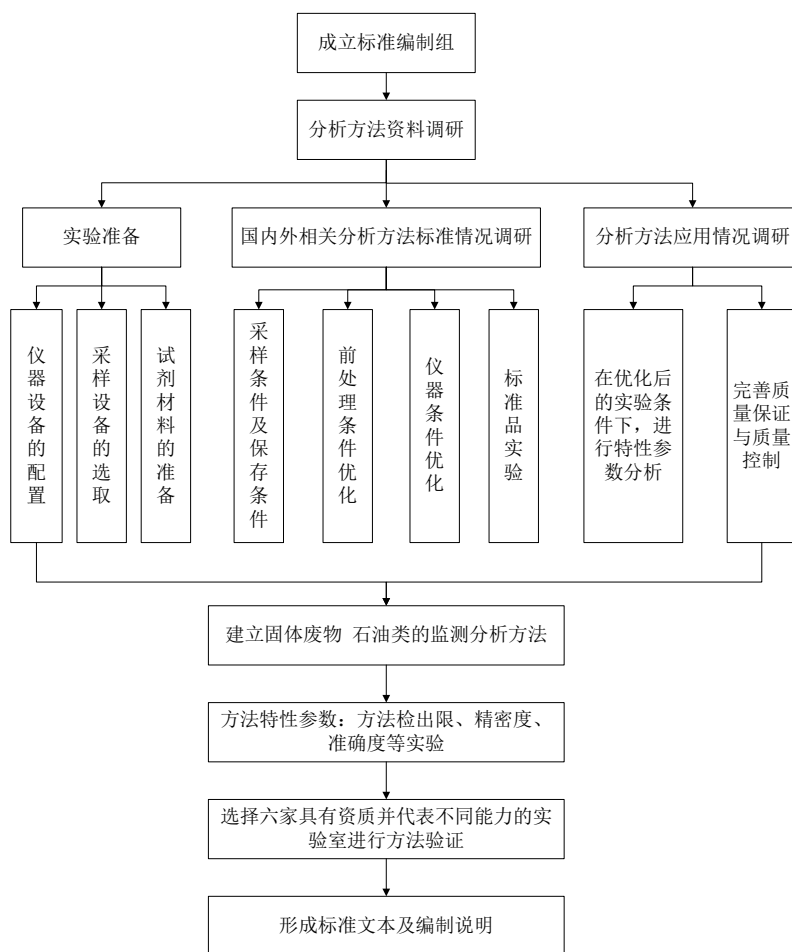 成立标准编制组
分析方法资料调研
实验准备
国内外相关分析方法标准情况调研
分析方法应用情况调研
仪器设备的配置
采样设备的选取
试剂材料的准备
采样条件及保存条件
前处理条件优化
仪器条件优化
标准品实验
在优化后
的实验条
件下，进
行特性参
数分析
完善质
量保证
与质量
控制
建立固体废物 石油类的监测分析方法
方法特性参数：方法检出限、精密度、
准确度等实验
选择六家具有资质并代表不同能力的实
验室进行方法验证
形成标准文本及编制说明